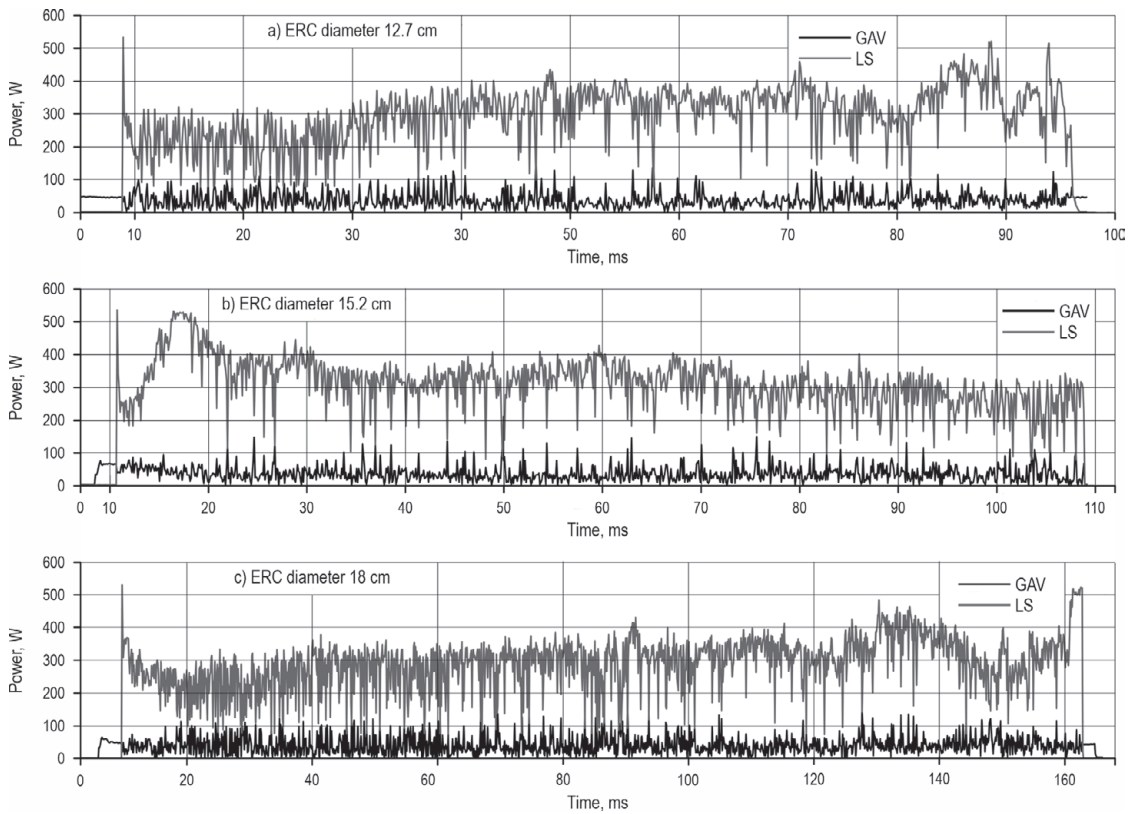 600
500
400
300
200
100
0
Power, W
a) ERC diameter 12.7 cm
GAV
LS
0 10 20 30 30 50 60 70 80 90 100
Time, ms
600
500
400
300
200
100
0
Power, W
b) ERC diameter 15.2 cm
GAV
LS
0 10 20 30 40 50 60 70 80 90 100 110
Time, ms
600
500
400
300
200
100
0
Power, W
c) ERC diameter 18 cm
GAV
LS
0 20 40 60 80 100 120 140 160
Time, ms